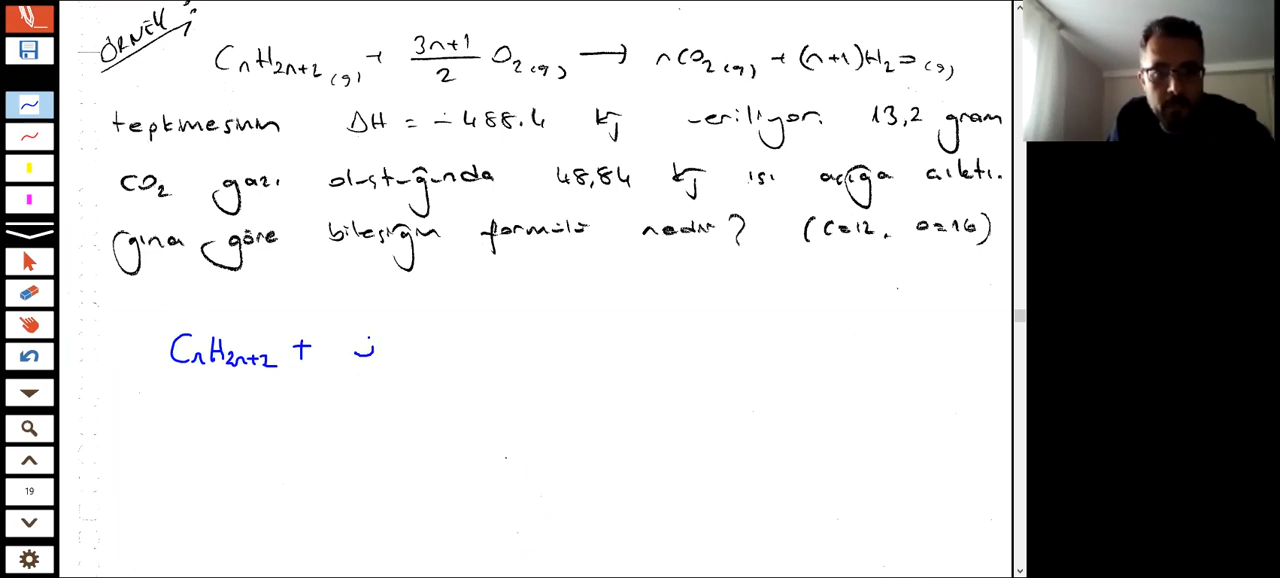 ÖRNEK:
CnH2n+2(g) + 3n+1/2 O2(g) → nCO2(g) + (n+1)H2O(g)
tepkimesinin ΔH = -488.4 kJ veriliyor. 13,2 gram
CO2 gazı oluştuğunda 48,84 kJ ısı açığa çıktı.
ğına göre bileşiğin formülü nedir? (C=12, O=16)
CnH2n+2 +
19